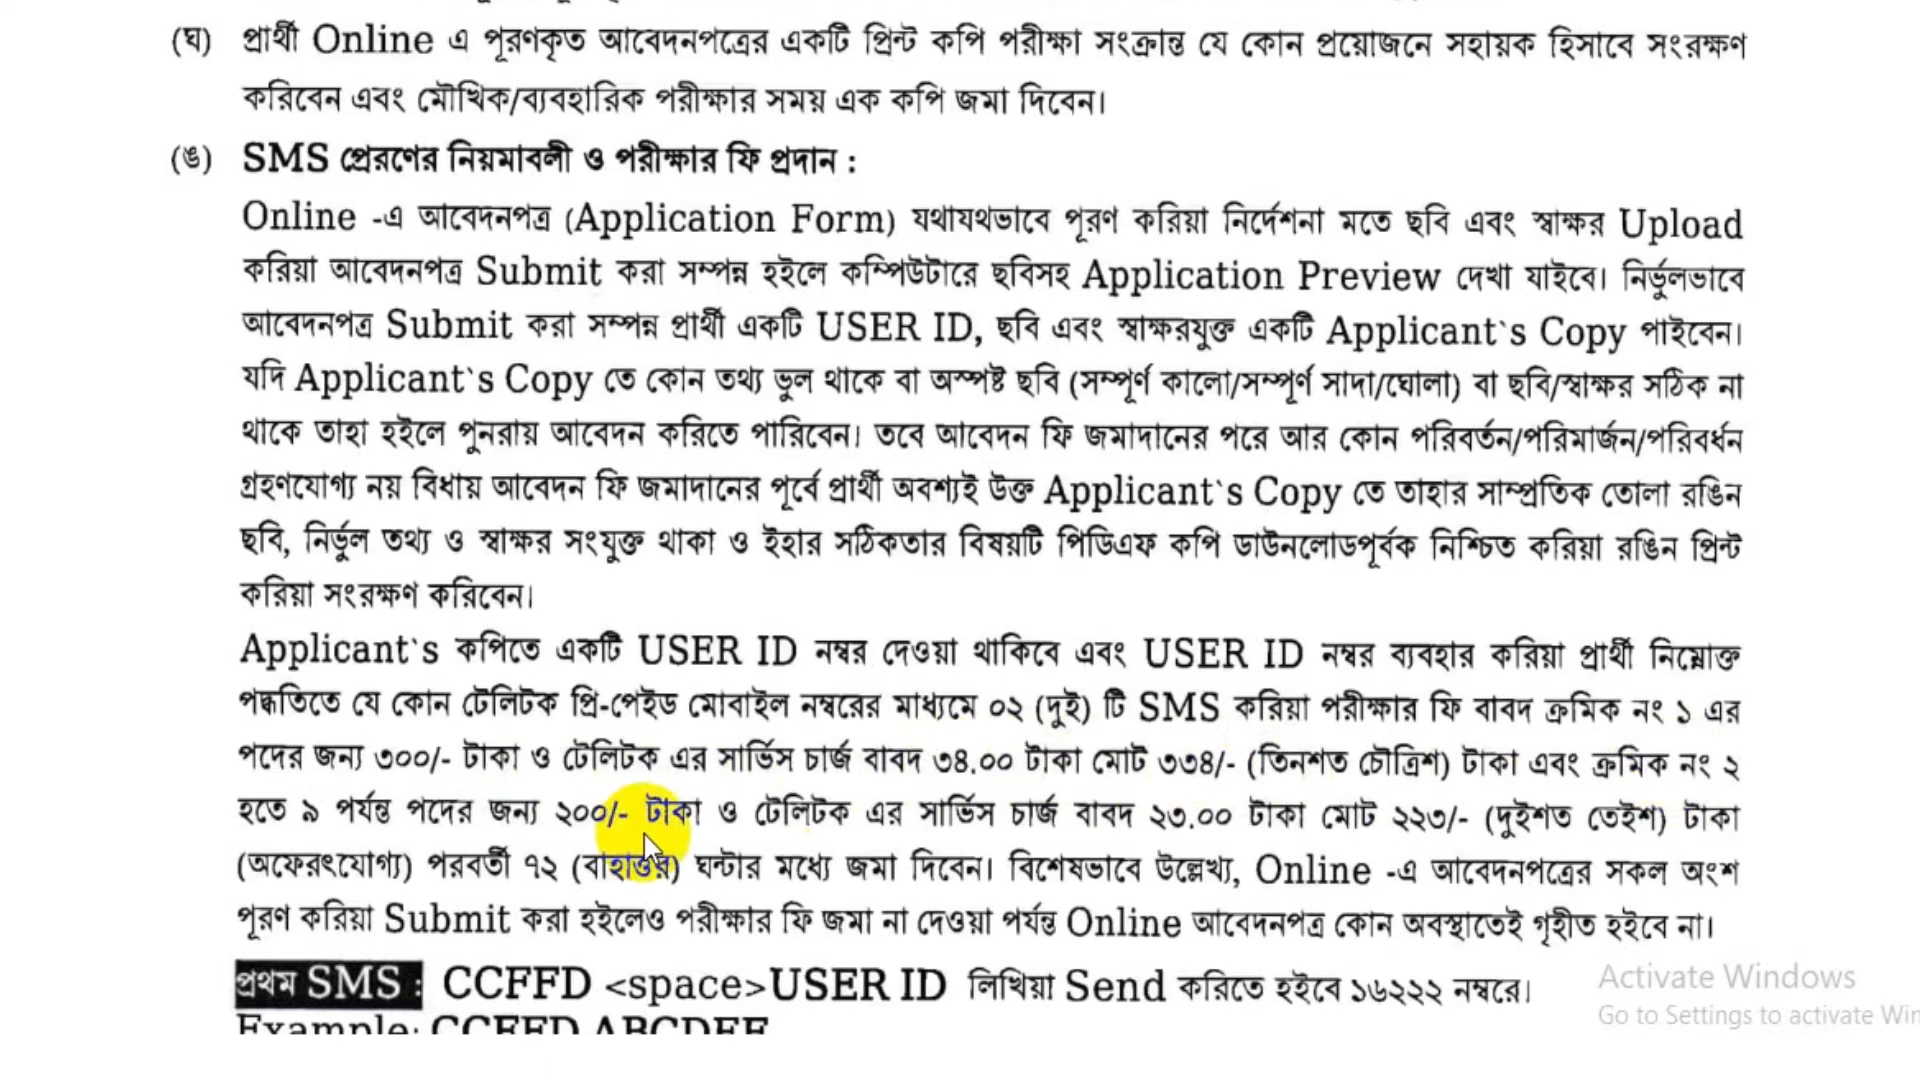 (ঘ) প্রার্থী Online এ পূরণকৃত আবেদনপত্রের একটি প্রিন্ট কপি পরীক্ষা সংক্রান্ত যে কোন প্রয়োজনে সহায়ক হিসাবে সংরক্ষণ
করিবেন এবং মৌখিক/ব্যবহারিক পরীক্ষার সময় এক কপি জমা দিবেন।
(ঙ) SMS প্রেরণের নিয়মাবলী ও পরীক্ষার ফি প্রদান :
Online -এ আবেদনপত্র (Application Form) যথাযথভাবে পূরণ করিয়া নির্দেশনা মতে ছবি এবং স্বাক্ষর Upload
করিয়া আবেদনপত্র Submit করা সম্পন্ন হইলে কম্পিউটারে ছবিসহ Application Preview দেখা যাইবে। নির্ভুলভাবে
আবেদনপত্র Submit করা সম্পন্ন প্রার্থী একটি USER ID, ছবি এবং স্বাক্ষরযুক্ত একটি Applicant`s Copy পাইবেন।
যদি Applicant`s Copy তে কোন তথ্য ভুল থাকে বা অস্পষ্ট ছবি (সম্পূর্ণ কালো/সম্পূর্ণ সাদা/ঘোলা) বা ছবি/স্বাক্ষর সঠিক না
থাকে তাহা হইলে পুনরায় আবেদন করিতে পারিবেন। তবে আবেদন ফি জমাদানের পরে আর কোন পরিবর্তন/পরিমার্জন/পরিবর্ধন
গ্রহণযোগ্য নয় বিধায় আবেদন ফি জমাদানের পূর্বে প্রার্থী অবশ্যই উক্ত Applicant`s Copy তে তাহার সাম্প্রতিক তোলা রঙিন
ছবি, নির্ভুল তথ্য ও স্বাক্ষর সংযুক্ত থাকা ও ইহার সঠিকতার বিষয়টি পিডিএফ কপি ডাউনলোডপূর্বক নিশ্চিত করিয়া রঙিন প্রিন্ট
করিয়া সংরক্ষণ করিবেন।
Applicant`s কপিতে একটি USER ID নম্বর দেওয়া থাকিবে এবং USER ID নম্বর ব্যবহার করিয়া প্রার্থী নিম্নোক্ত
পদ্ধতিতে যে কোন টেলিটক প্রি-পেইড মোবাইল নম্বরের মাধ্যমে ০২ (দুই) টি SMS করিয়া পরীক্ষার ফি বাবদ ক্রমিক নং ১ এর
পদের জন্য ৩০০/- টাকা ও টেলিটক এর সার্ভিস চার্জ বাবদ ৩৪.০০ টাকা মোট ৩৩৪/- (তিনশত চৌত্রিশ) টাকা এবং ক্রমিক নং ২
হতে ৯ পর্যন্ত পদের জন্য ২০০/- টাকা ও টেলিটক এর সার্ভিস চার্জ বাবদ ২৩.০০ টাকা মোট ২২৩/- (দুইশত তেইশ) টাকা
(অফেরৎযোগ্য) পরবর্তী ৭২ (বাহাত্তর) ঘন্টার মধ্যে জমা দিবেন। বিশেষভাবে উল্লেখ্য, Online -এ আবেদনপত্রের সকল অংশ
পূরণ করিয়া Submit করা হইলেও পরীক্ষার ফি জমা না দেওয়া পর্যন্ত Online আবেদনপত্র কোন অবস্থাতেই গৃহীত হইবে না।
প্রথম SMS : CCFFD <space>USER ID লিখিয়া Send করিতে হইবে ১৬২২২ নম্বরে।
Example: CCFFD ABCDEF
Activate Windows
Go to Settings to activate Win